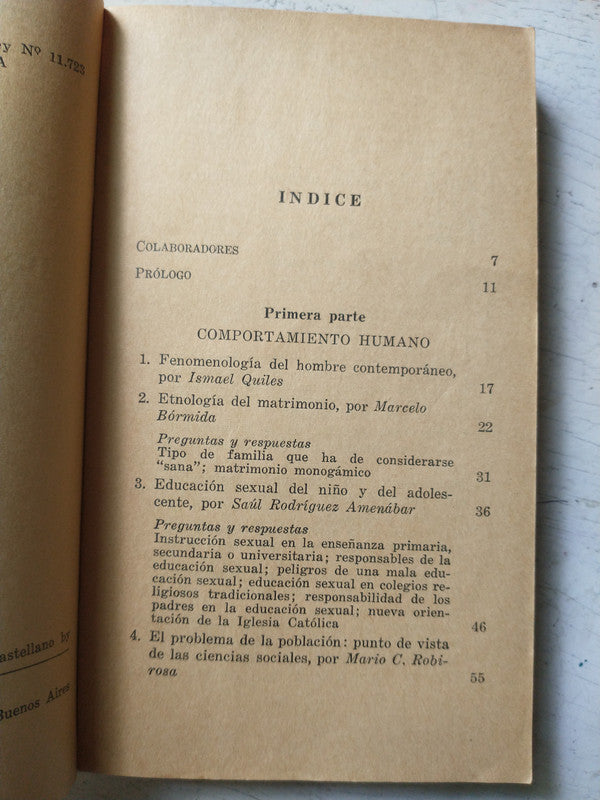 ey Nº 11.723
A
astellano by
Buenos Aires
INDICE
COLABORADORES 7
PRÓLOGO 11
Primera parte
COMPORTAMIENTO HUMANO
1. Fenomenología del hombre contemporáneo,
por Ismael Quiles 17
2. Etnología del matrimonio, por Marcelo
Bórmida 22
Preguntas y respuestas
Tipo de familia que ha de considerarse
"sana"; matrimonio monogámico 31
3. Educación sexual del niño y del adoles-
cente, por Saúl Rodríguez Amenábar 36
Preguntas y respuestas
Instrucción sexual en la enseñanza primaria,
secundaria o universitaria; responsables de la
educación sexual; peligros de una mala edu-
cación sexual; educación sexual en colegios re-
ligiosos tradicionales; responsabilidad de los
padres en la educación sexual; nueva orien-
tación de la Iglesia Católica 46
4. El problema de la población: punto de vista
de las ciencias sociales, por Mario C. Robi-
rosa 55